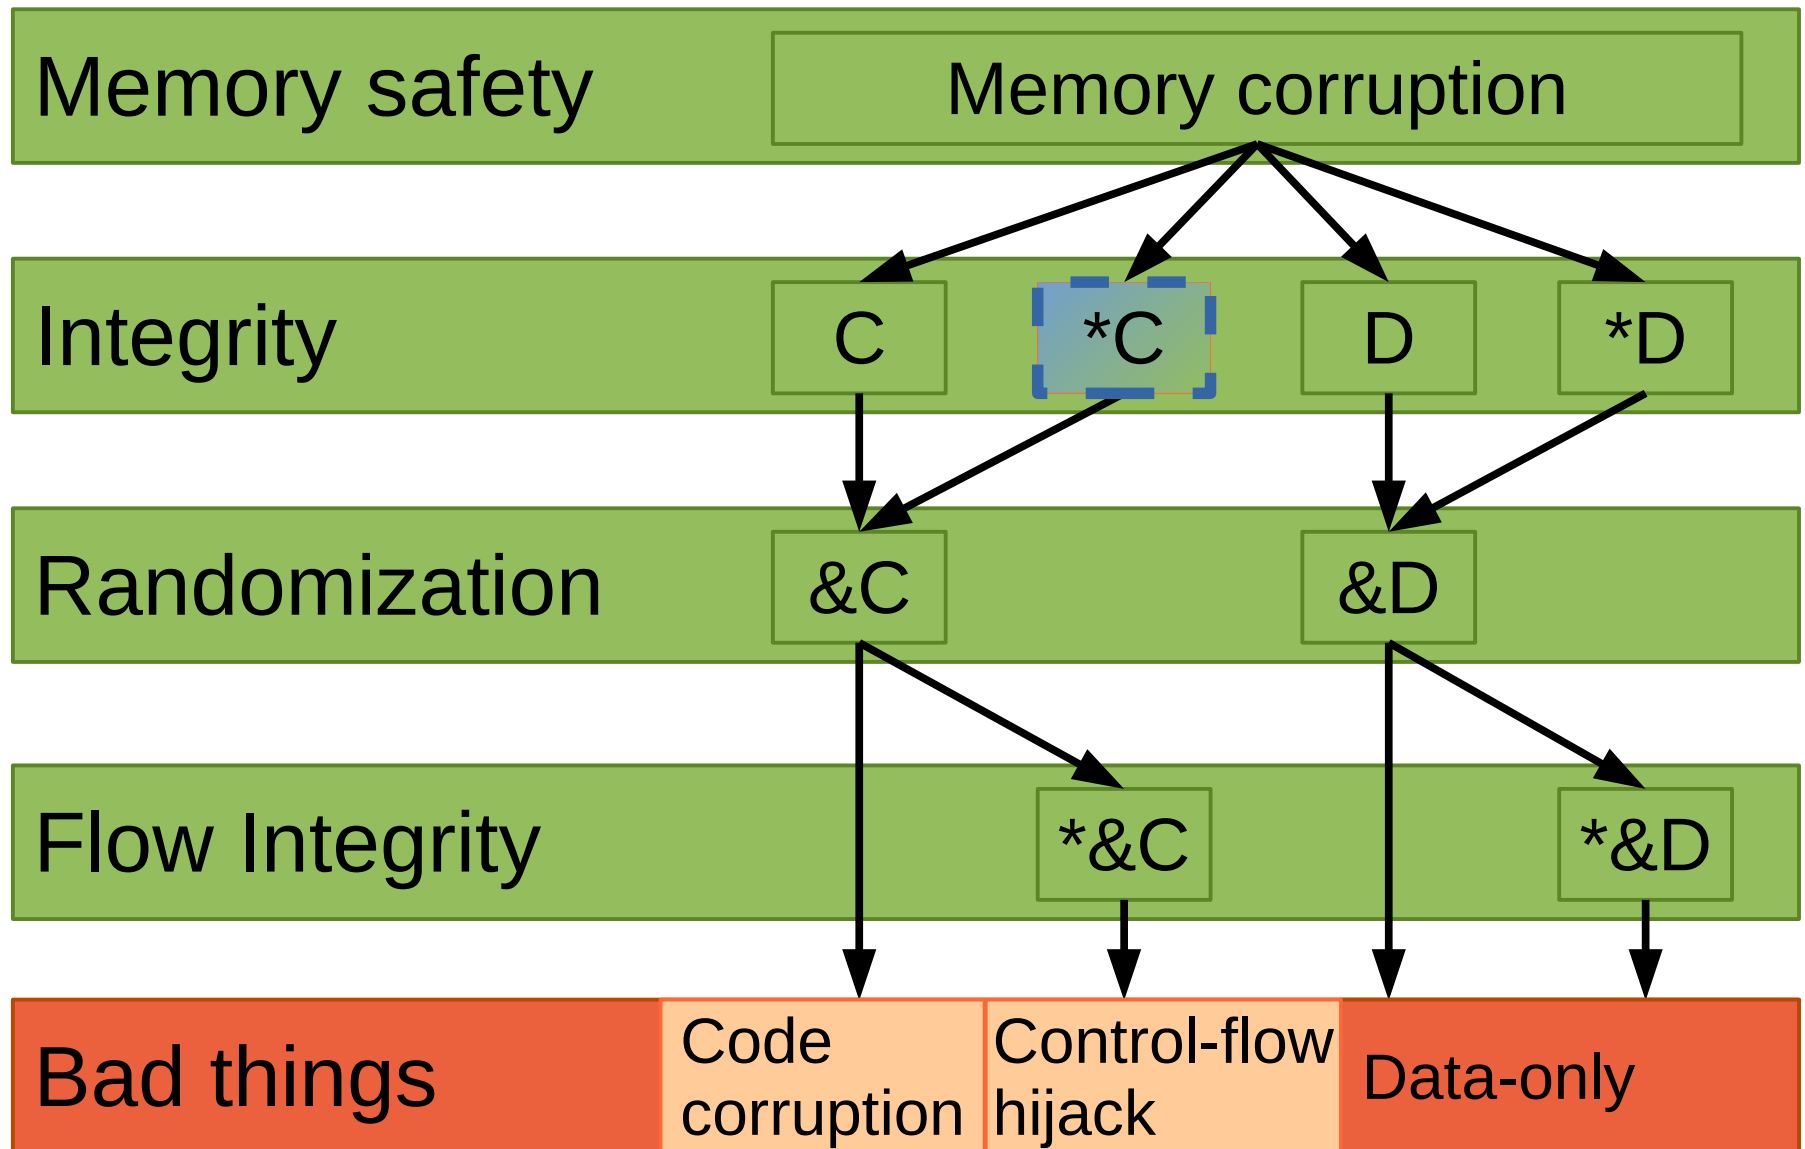 Memory safety
Memory corruption
Integrity
C
*C
D
*D
Randomization
&C
&D
Flow Integrity
*&C
*&D
Bad things
Code
corruption
Control-flow
hijack
Data-only